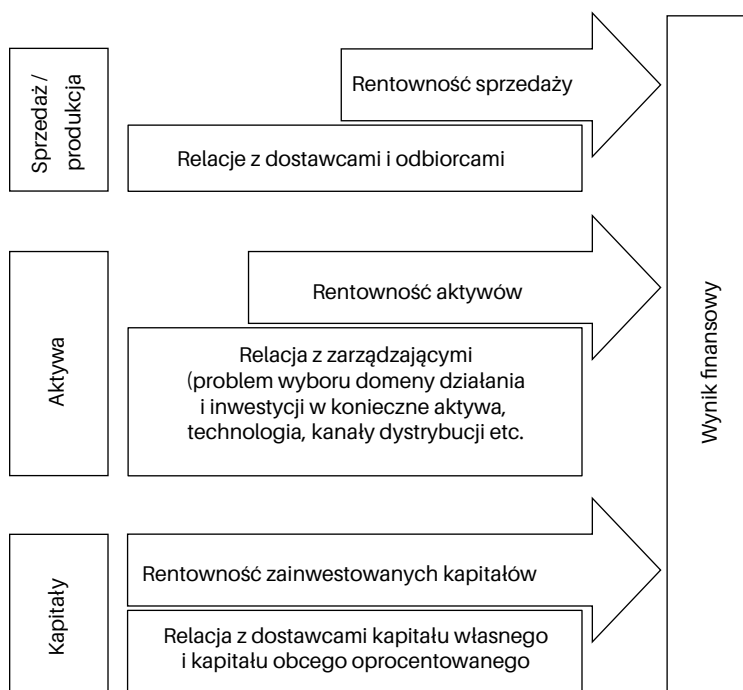 Sprzedaż /
produkcja
Rentowność sprzedaży
Relacje z dostawcami i odbiorcami
Aktywa
Rentowność aktywów
Relacja z zarządzającymi
(problem wyboru domeny działania
i inwestycji w konieczne aktywa,
technologia, kanały dystrybucji etc.
Kapitały
Rentowność zainwestowanych kapitałów
Relacja z dostawcami kapitału własnego
i kapitału obcego oprocentowanego
Wynik finansowy